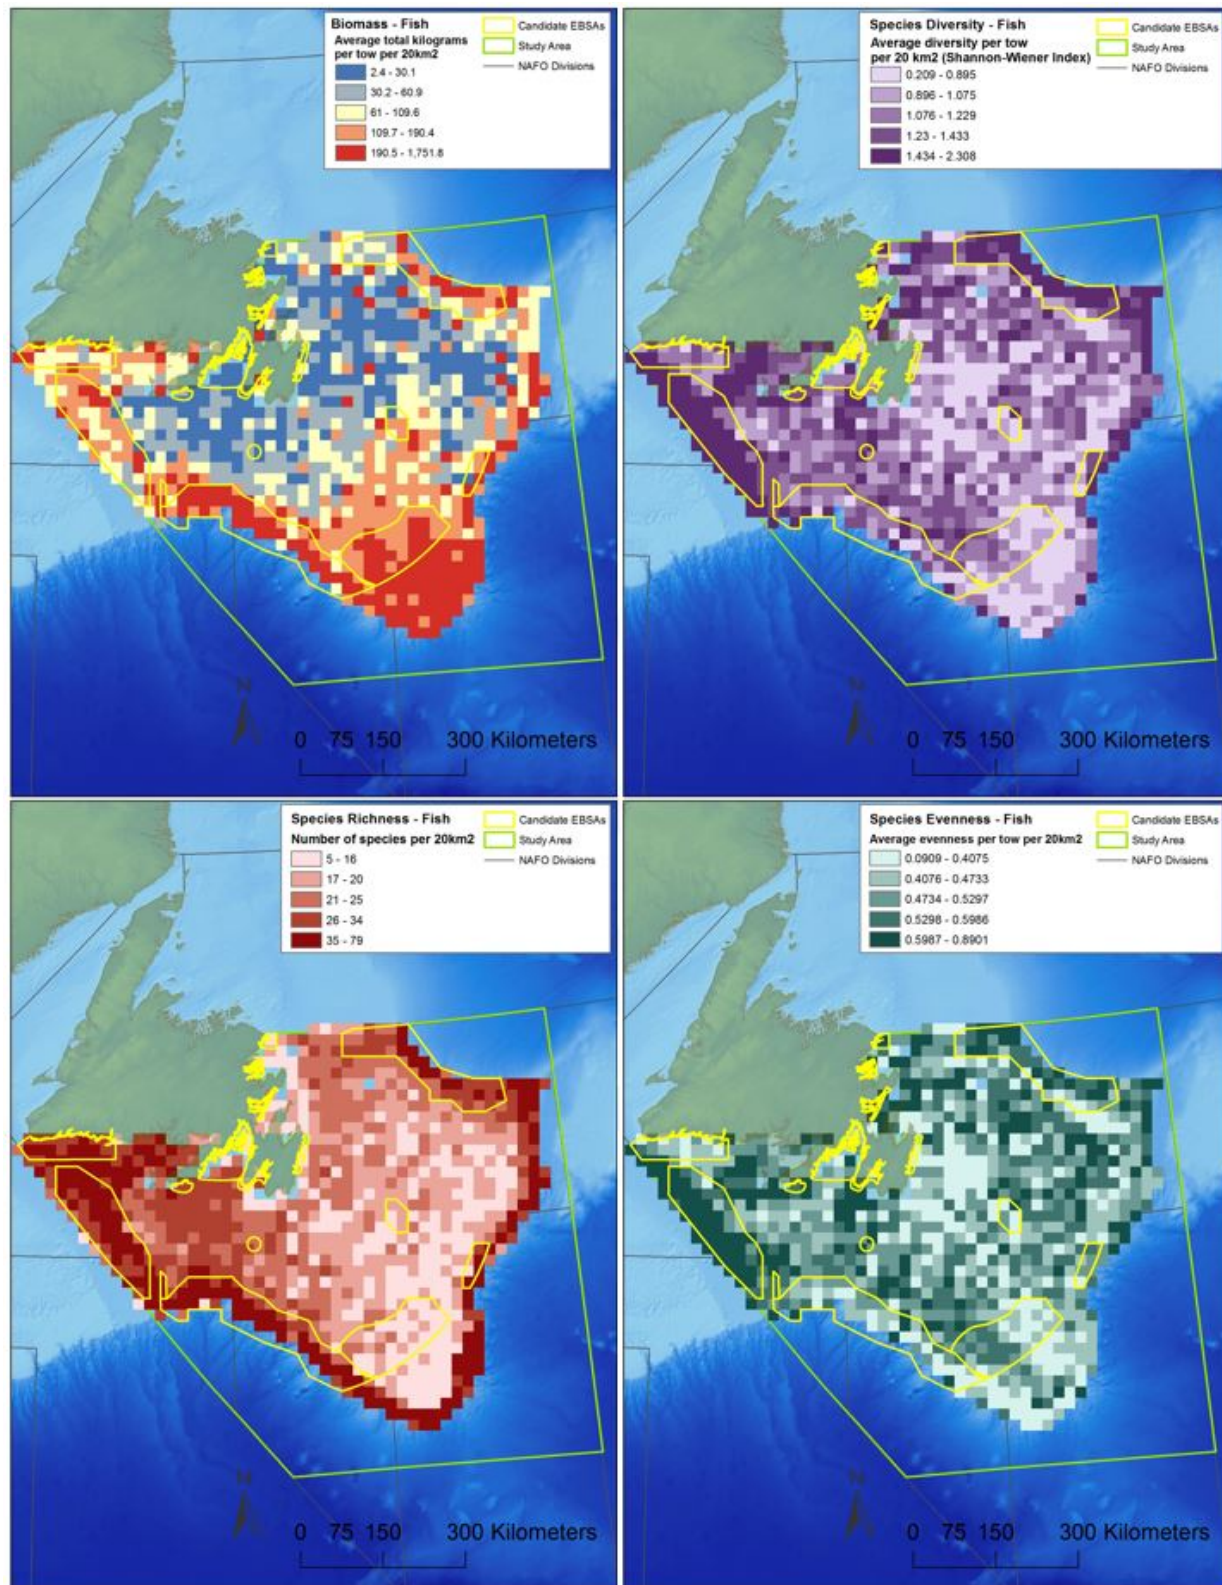 Biomass - Fish
Average total kilograms
per tow per 20km2
2.4 - 30.1
30.2 - 60.9
61 - 109.6
109.7 - 190.4
190.5 - 1,751.8
Candidate EBSAs
Study Area
NAFO Divisions
N
0 75 150 300 Kilometers
Species Diversity - Fish
Average diversity per tow
per 20 km2 (Shannon-Wiener Index)
0.209 - 0.895
0.896 - 1.075
1.076 - 1.229
1.23 - 1.433
1.434 - 2.308
Candidate EBSAs
Study Area
NAFO Divisions
N
0 75 150 300 Kilometers
Species Richness - Fish
Number of species per 20km2
5 - 16
17 - 20
21 - 25
26 - 34
35 - 79
Candidate EBSAs
Study Area
NAFO Divisions
N
0 75 150 300 Kilometers
Species Evenness - Fish
Average evenness per tow per 20km2
0.0909 - 0.4075
0.4076 - 0.4733
0.4734 - 0.5297
0.5298 - 0.5986
0.5987 - 0.8901
Candidate EBSAs
Study Area
NAFO Divisions
N
0 75 150 300 Kilometers